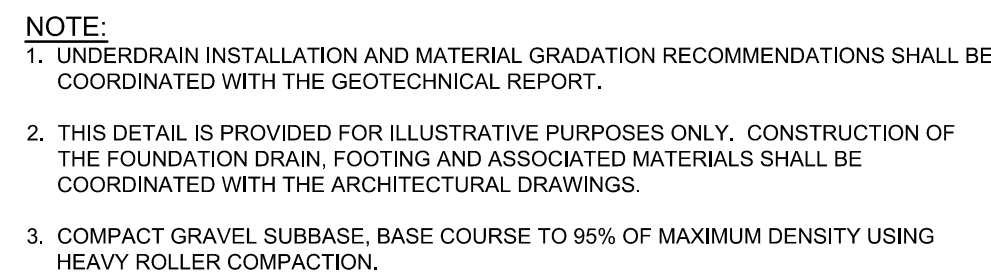 NOTE:
1. UNDERDRAIN INSTALLATION AND MATERIAL GRADATION RECOMMENDATIONS SHALL BE
COORDINATED WITH THE GEOTECHNICAL REPORT.
2. THIS DETAIL IS PROVIDED FOR ILLUSTRATIVE PURPOSES ONLY. CONSTRUCTION OF
THE FOUNDATION DRAIN, FOOTING AND ASSOCIATED MATERIALS SHALL BE
COORDINATED WITH THE ARCHITECTURAL DRAWINGS.
3. COMPACT GRAVEL SUBBASE, BASE COURSE TO 95% OF MAXIMUM DENSITY USING
HEAVY ROLLER COMPACTION.